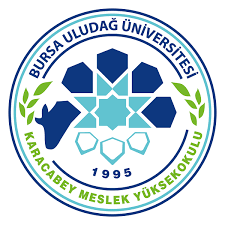 BURSA ULUDAĞ ÜNİVERSİTESİ
1995
KARACABEY MESLEK YÜKSEKOKULU